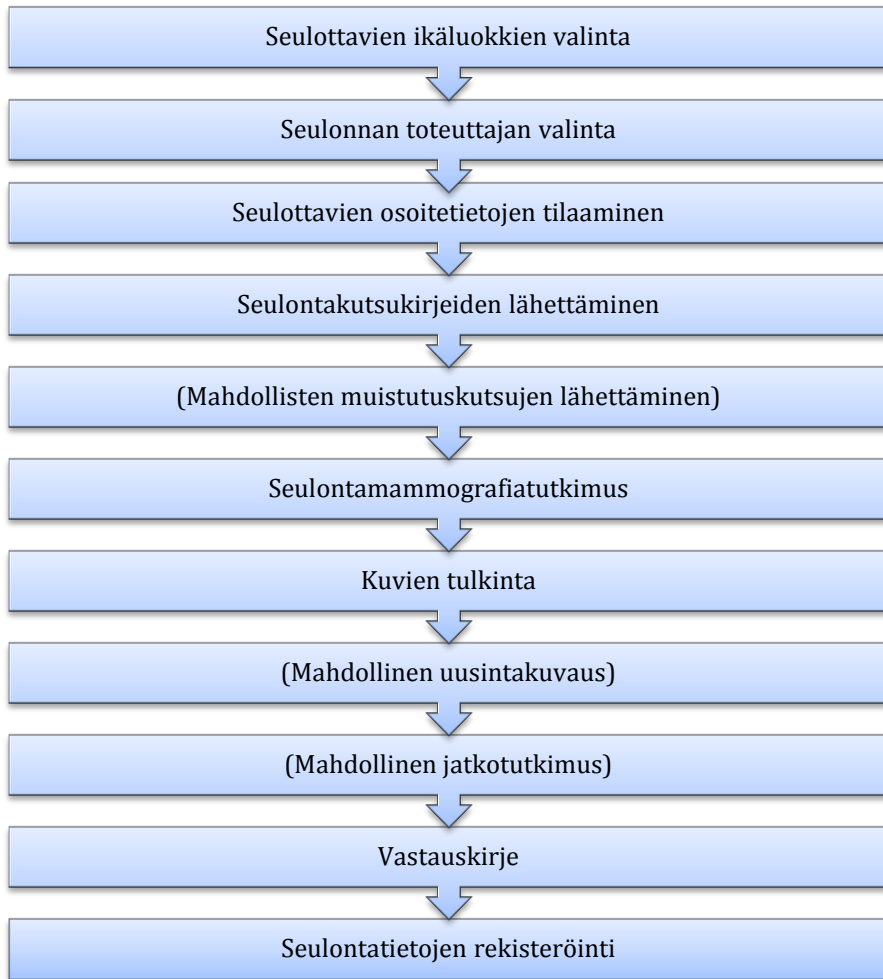 Seulottavien ikäluokkien valinta
Seulonnan toteuttajan valinta
Seulottavien osoitetietojen tilaaminen
Seulontakutsukirjeiden lähettäminen
(Mahdollisten muistutuskutsujen lähettäminen)
Seulontamammografiatutkimus
Kuvien tulkinta
(Mahdollinen uusintakuvaus)
(Mahdollinen jatkotutkimus)
Vastauskirje
Seulontatietojen rekisteröinti